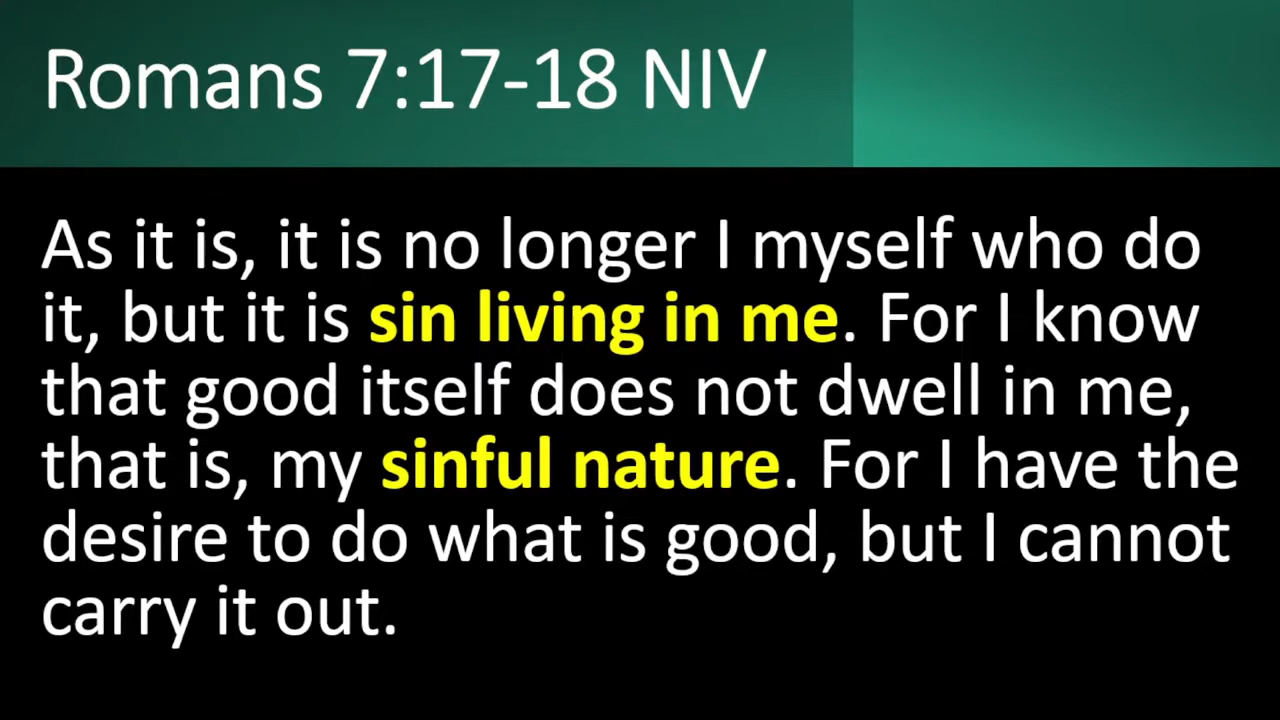 Romans 7:17-18 NIV
As it is, it is no longer I myself who do
it, but it is sin living in me. For I know
that good itself does not dwell in me,
that is, my sinful nature. For I have the
desire to do what is good, but I cannot
carry it out.